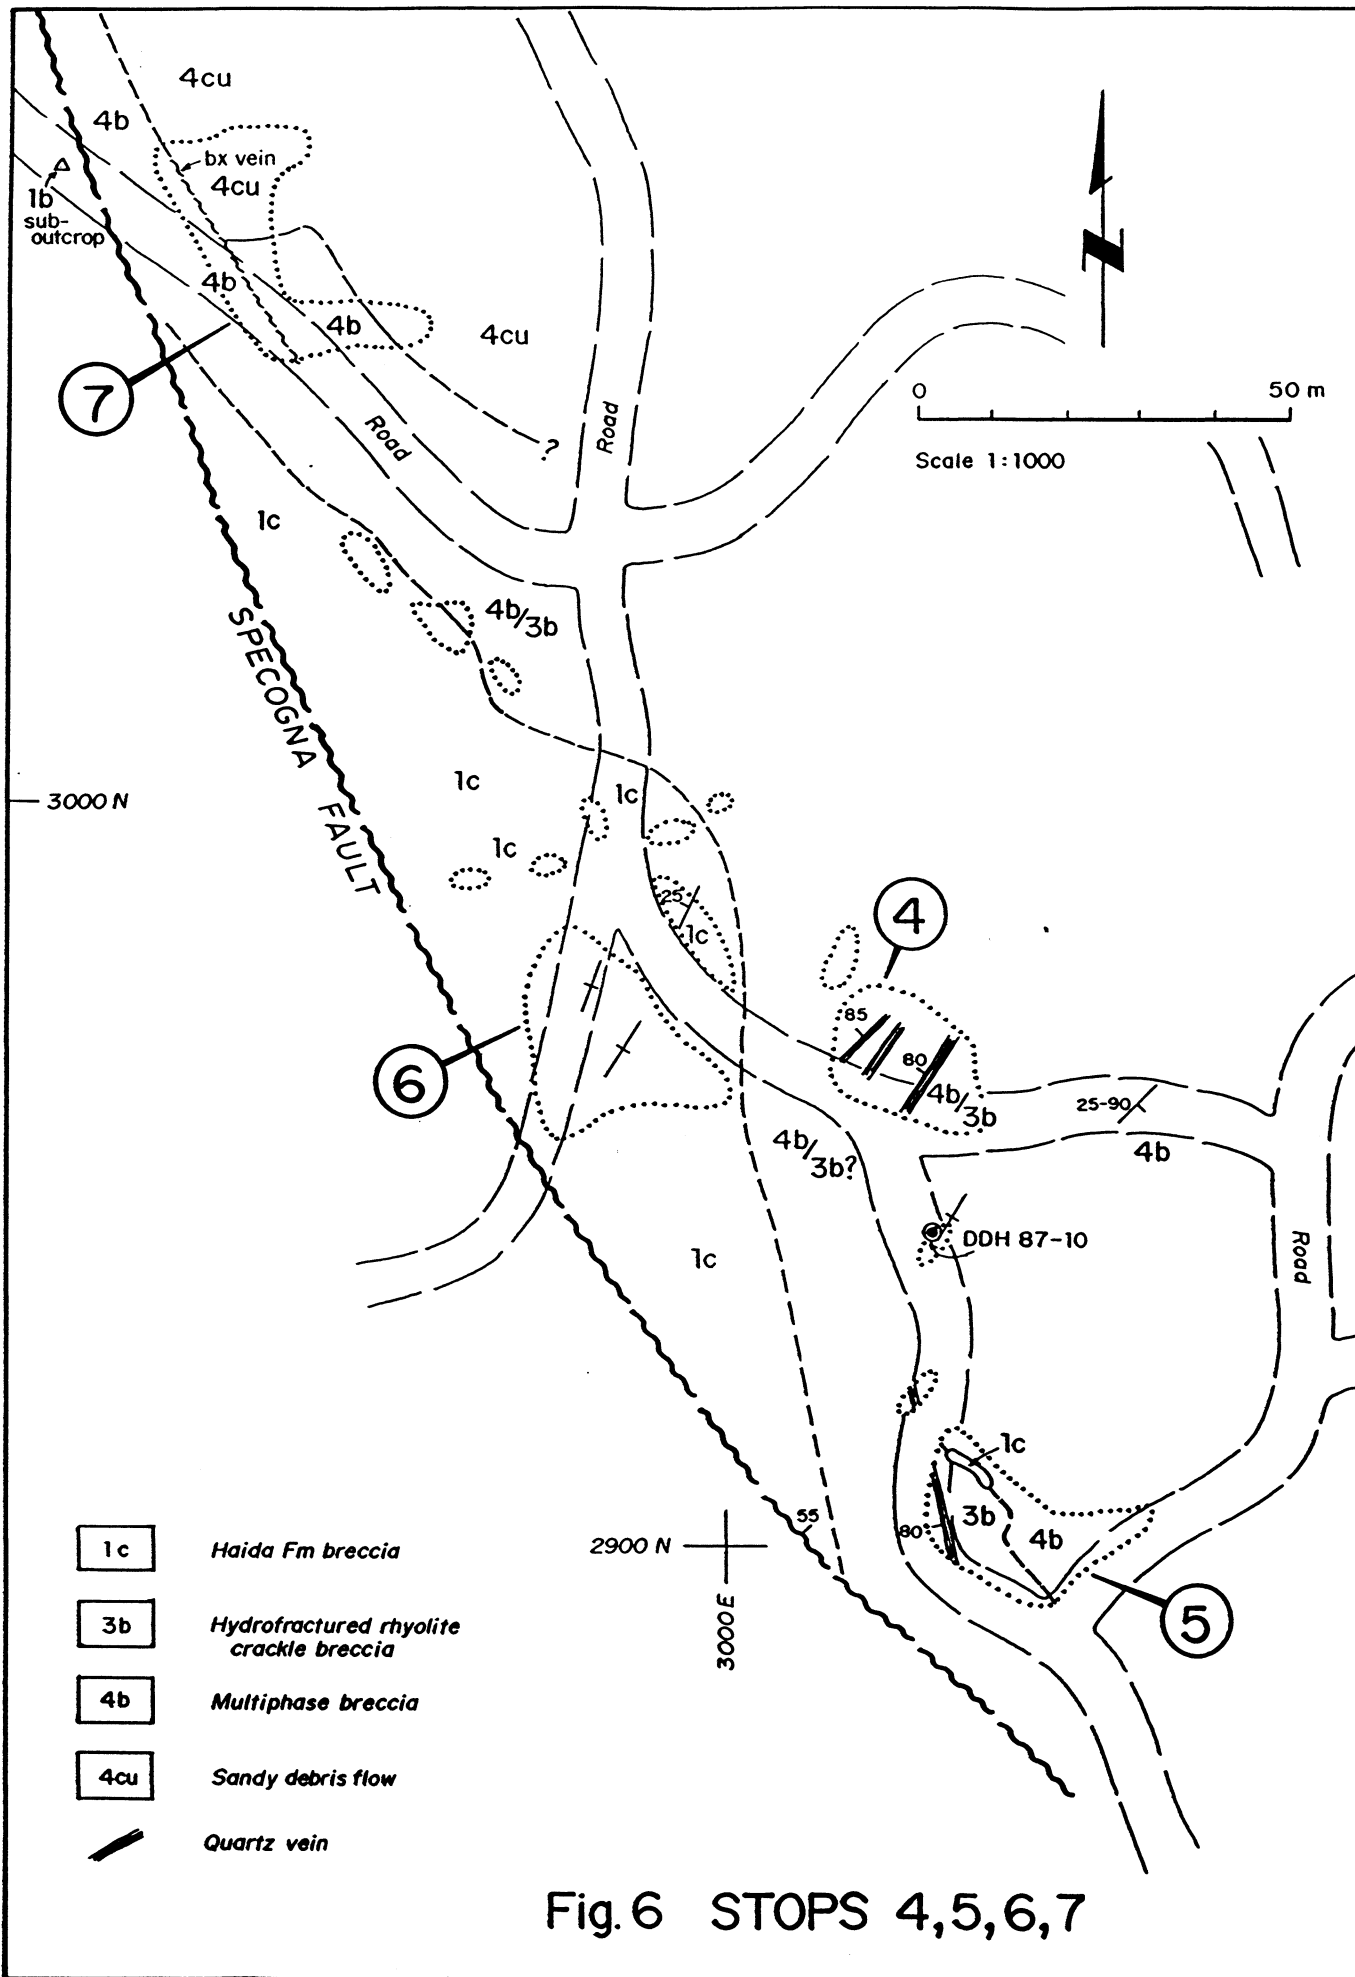 4cu
4b
bx vein
4cu
1b
sub-
outcrop
4b
4b
4cu
7
Road
Road
?
N
0 50 m
Scale 1:1000
1c
4b/3b
SPECOGNA FAULT
1c
1c
3000 N
1c
25
1c
4
85
80
4b/3b
6
25-90
4b
4b/3b?
DDH 87-10
Road
1c
1c
3b
4b
80
55
2900 N
3000 E
5
1c Haida Fm breccia
3b Hydrofractured rhyolite
crackle breccia
4b Multiphase breccia
4cu Sandy debris flow
Quartz vein
Fig. 6 STOPS 4,5,6,7